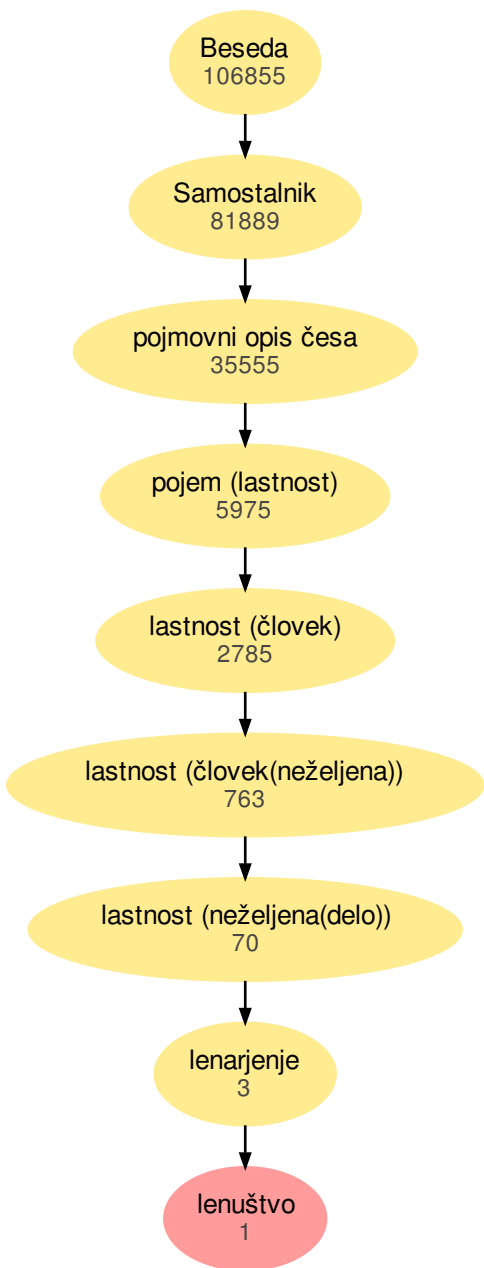 Beseda
106855
Samostalnik
81889
pojmovni opis česa
35555
pojem (lastnost)
5975
lastnost (človek)
2785
lastnost (človek(neželjena))
763
lastnost (neželjena(delo))
70
lenarjenje
3
lenuštvo
1